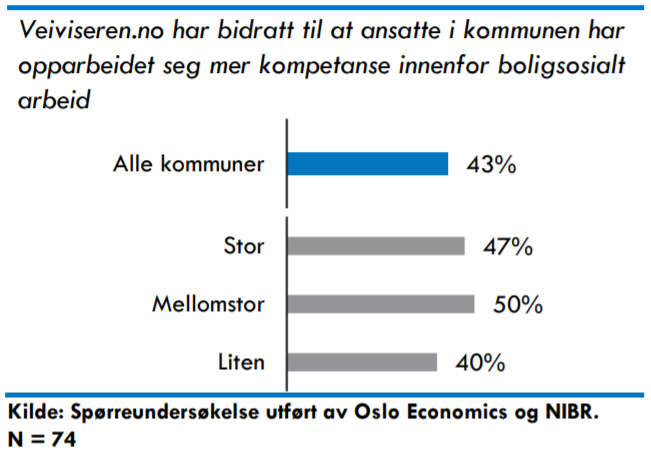 Veiviseren.no har bidratt til at ansatte i kommunen har
opparbeidet seg mer kompetanse innenfor boligsosialt
arbeid
Alle kommuner 43%
Stor 47%
Mellomstor 50%
Liten 40%
Kilde: Spørreundersøkelse utført av Oslo Economics og NIBR.
N = 74